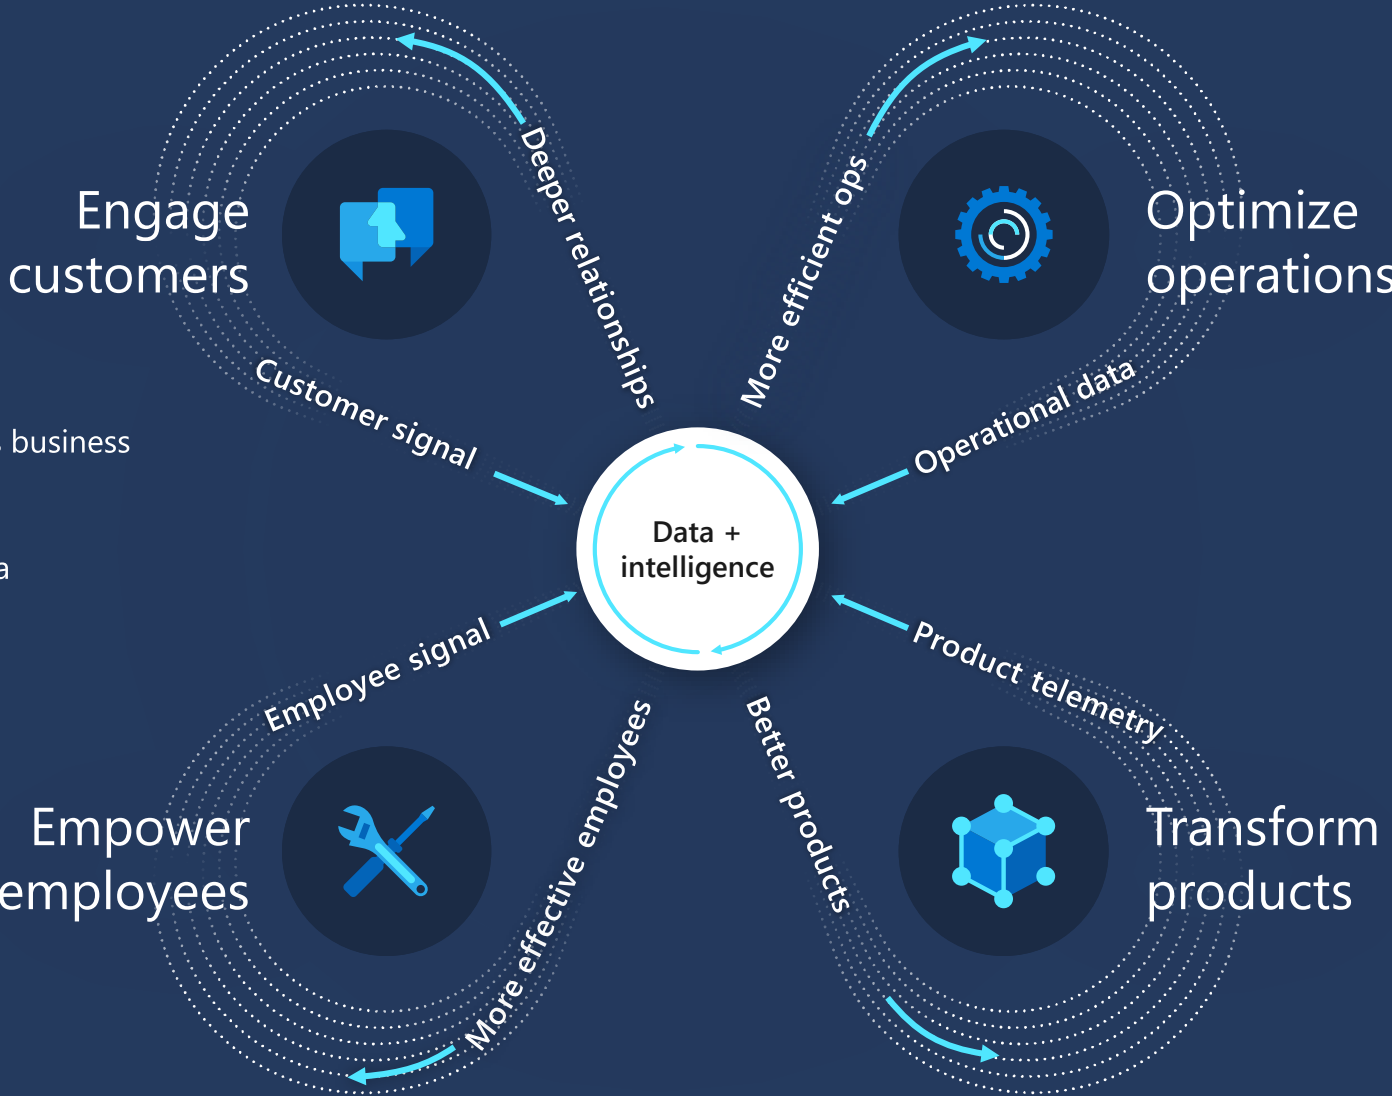 Engage
customers
Deeper relationships
Customer signal
More efficient ops
Optimize
operations
Operational data
business
a
Data +
intelligence
Employee signal
Empower
employees
More effective employees
Product telemetry
Better products
Transform
products